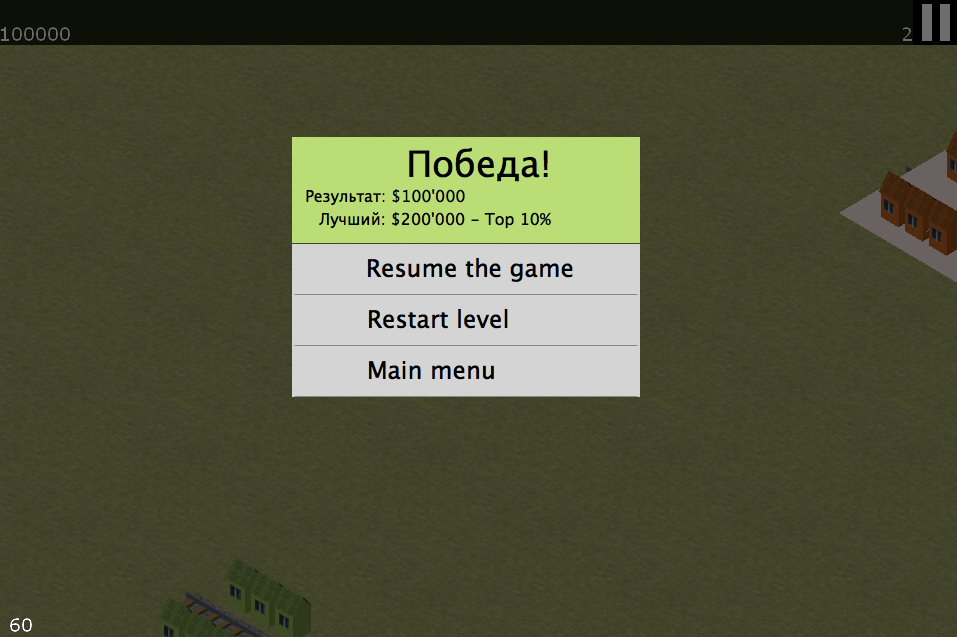 100000
2
Победа!
Результат: $100'000
Лучший: $200'000 – Top 10%
Resume the game
Restart level
Main menu
60